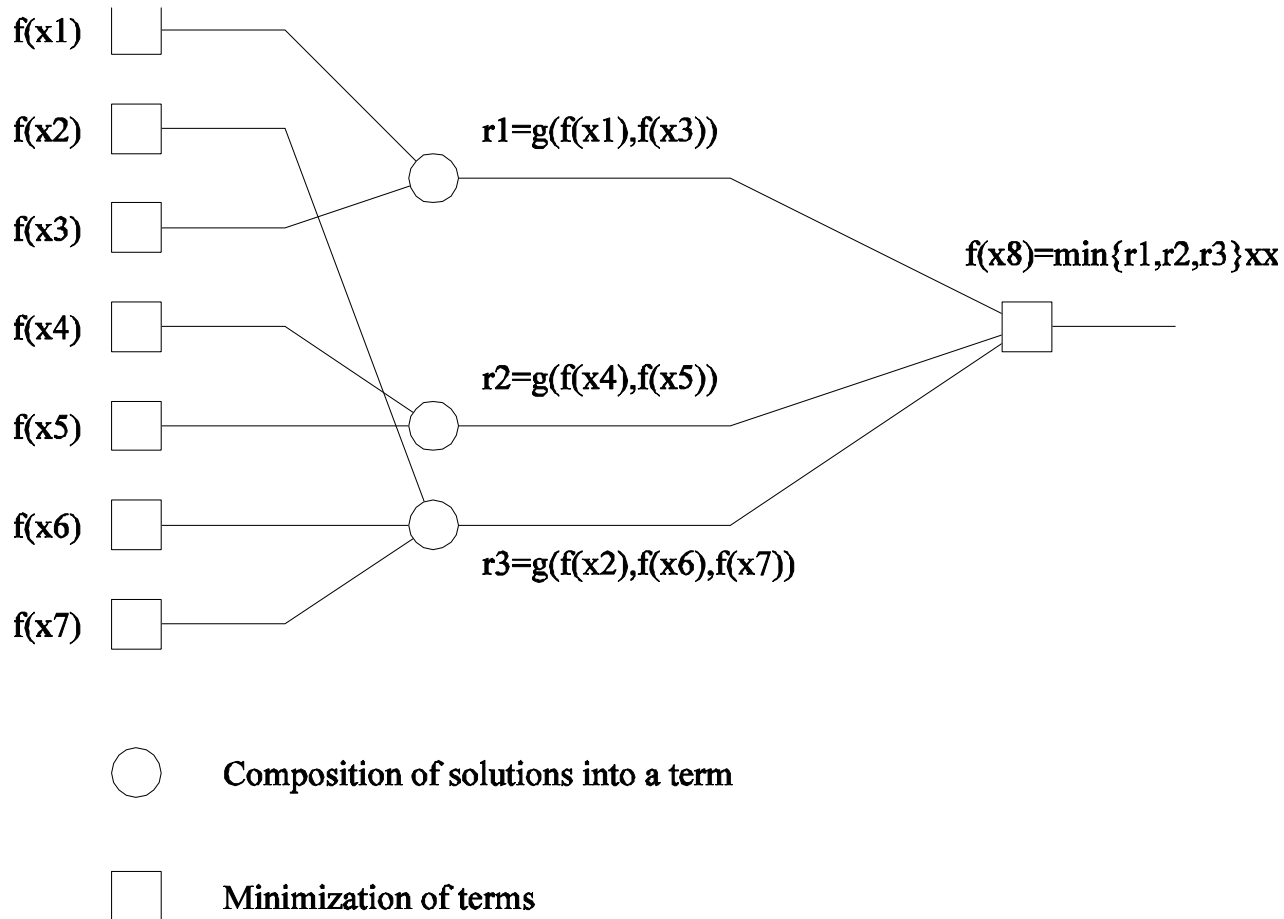 f(x1)
f(x2)
r1=g(f(x1),f(x3))
f(x3)
f(x8)=min{r1,r2,r3}xx
f(x4)
r2=g(f(x4),f(x5))
f(x5)
f(x6)
r3=g(f(x2),f(x6),f(x7))
f(x7)
Composition of solutions into a term
Minimization of terms